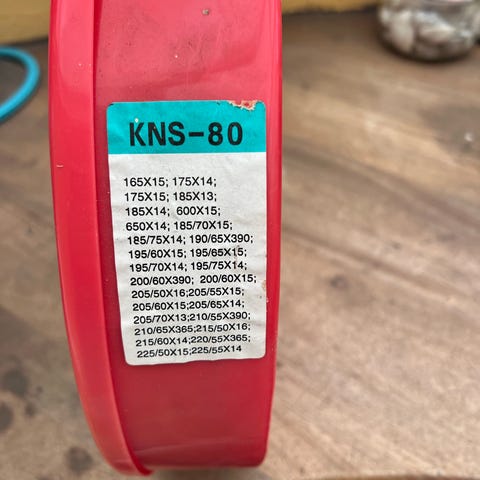 KNS-80
165X15; 175X14;
175X15; 185X13;
185X14; 600X15;
650X14; 185/70X15;
185/75X14; 190/65X390;
195/60X15; 195/65X15;
195/70X14; 195/75X14;
200/60X390; 200/60X15;
205/50X16;205/55X15;
205/60X15;205/65X14;
205/70X13;210/55X390;
210/65X365;215/50X16;
215/60X14;220/55X365;
225/50X15;225/55X14